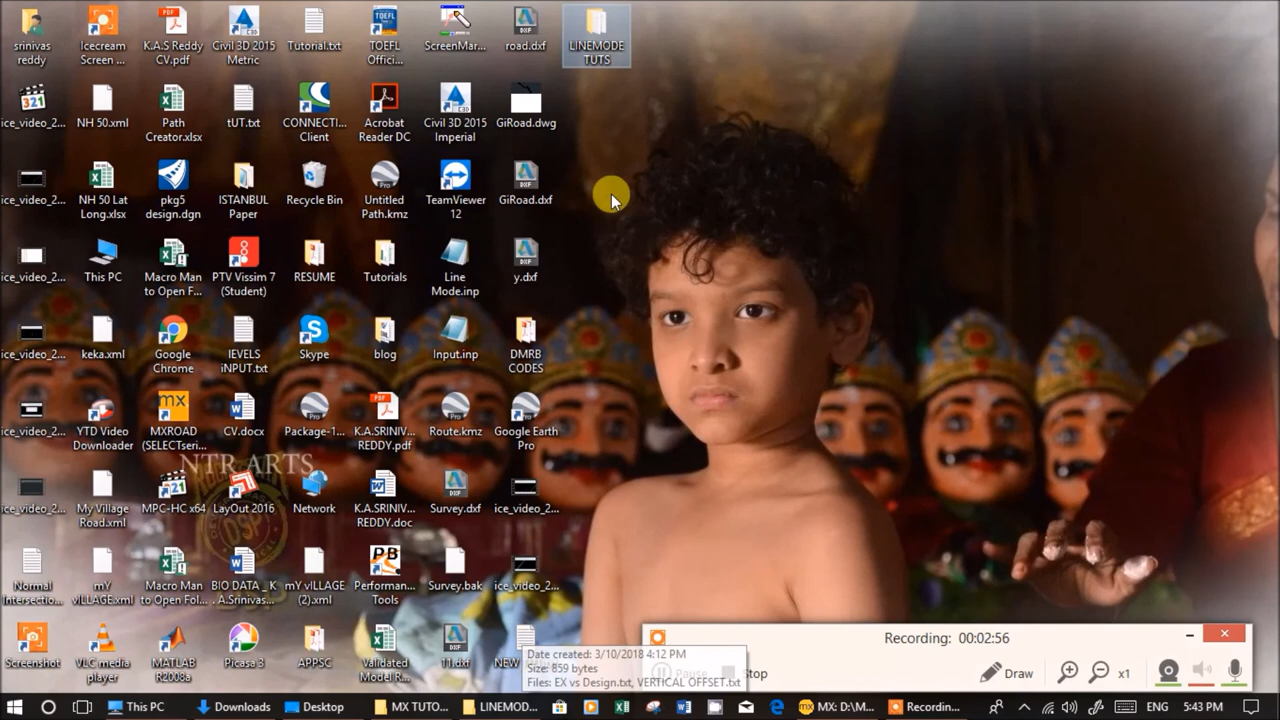 srinivas
reddy
Icecream
Screen ...
K.A.S Reddy
CV.pdf
Civil 3D 2015
Metric
Tutorial.txt
TOEFL
Offici...
ScreenMar...
road.dxf
LINEMODE
TUTS
ice_video_2...
NH 50.xml
Path
Creator.xlsx
tUT.txt
CONNECTI...
Client
Acrobat
Reader DC
Civil 3D 2015
Imperial
GiRoad.dwg
ice_video_2...
NH 50 Lat
Long.xlsx
pkg5
design.dgn
ISTANBUL
Paper
Recycle Bin
Untitled
Path.kmz
TeamViewer
12
GiRoad.dxf
ice_video_2...
This PC
Macro Man
to Open F...
PTV Vissim 7
(Student)
RESUME
Tutorials
Line
Mode.inp
y.dxf
ice_video_2...
keka.xml
Google
Chrome
lEVELS
iNPUT.txt
Skype
blog
Input.inp
DMRB
CODES
ice_video_2...
YTD Video
Downloader
MXROAD
(SELECTseri...
CV.docx
Package-1...
K.A.SRINIV...
REDDY.pdf
Route.kmz
Google Earth
Pro
NTR ARTS
ice_video_2...
My Village
Road.xml
MPC-HC x64
LayOut 2016
Network
K.A.SRINIV...
REDDY.doc
Survey.dxf
ice_video_2...
Normal
Intersectio...
mY
vILLAGE.xml
Macro Man
to Open Fol...
BIO DATA _ K
. A.Srinivas...
mY vILLAGE
(2).xml
Performan...
Tools
Survey.bak
ice_video_2...
Screenshot
VLC media
player
MATLAB
R2008a
Picasa 3
APPSC
Validated
Model R...
11.dxf
NEW
Date created: 3/10/2018 4:12 PM
Size: 859 bytes
Files: EX vs Design.txt, VERTICAL OFFSET.txt
Recording: 00:02:56
Pause
Stop
Draw
x1
This PC
Downloads
Desktop
MX TUTO...
LINEMOD...
MX: D:\M...
Recordin...
ENG
5:43 PM